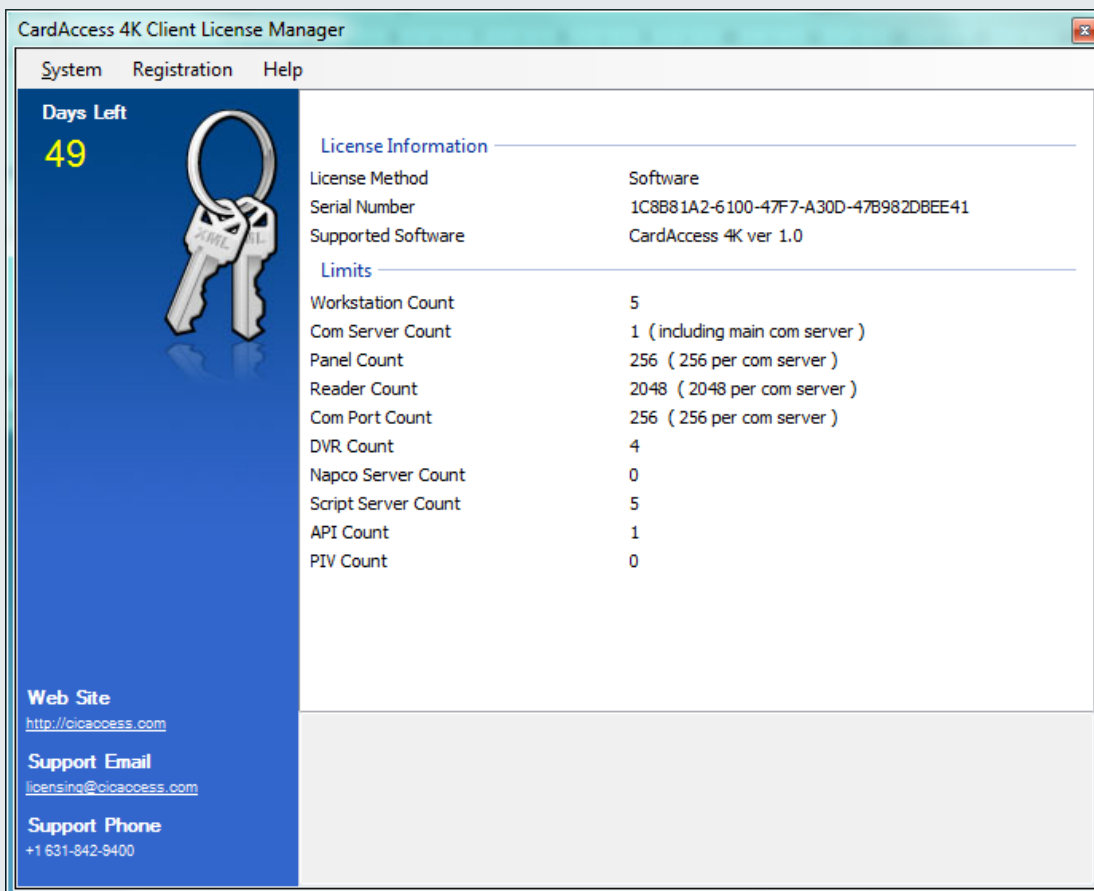 CardAccess 4K Client License Manager
System Registration Help
Days Left
49
License Information
License Method Software
Serial Number 1C8B81A2-6100-47F7-A30D-47B982DBEE41
Supported Software CardAccess 4K ver 1.0
Limits
Workstation Count 5
Com Server Count 1 ( including main com server )
Panel Count 256 ( 256 per com server )
Reader Count 2048 ( 2048 per com server )
Com Port Count 256 ( 256 per com server )
DVR Count 4
Napco Server Count 0
Script Server Count 5
API Count 1
PIV Count 0
XML
Web Site
http://cicaccess.com
Support Email
licensing@cicaccess.com
Support Phone
+1 631-842-9400